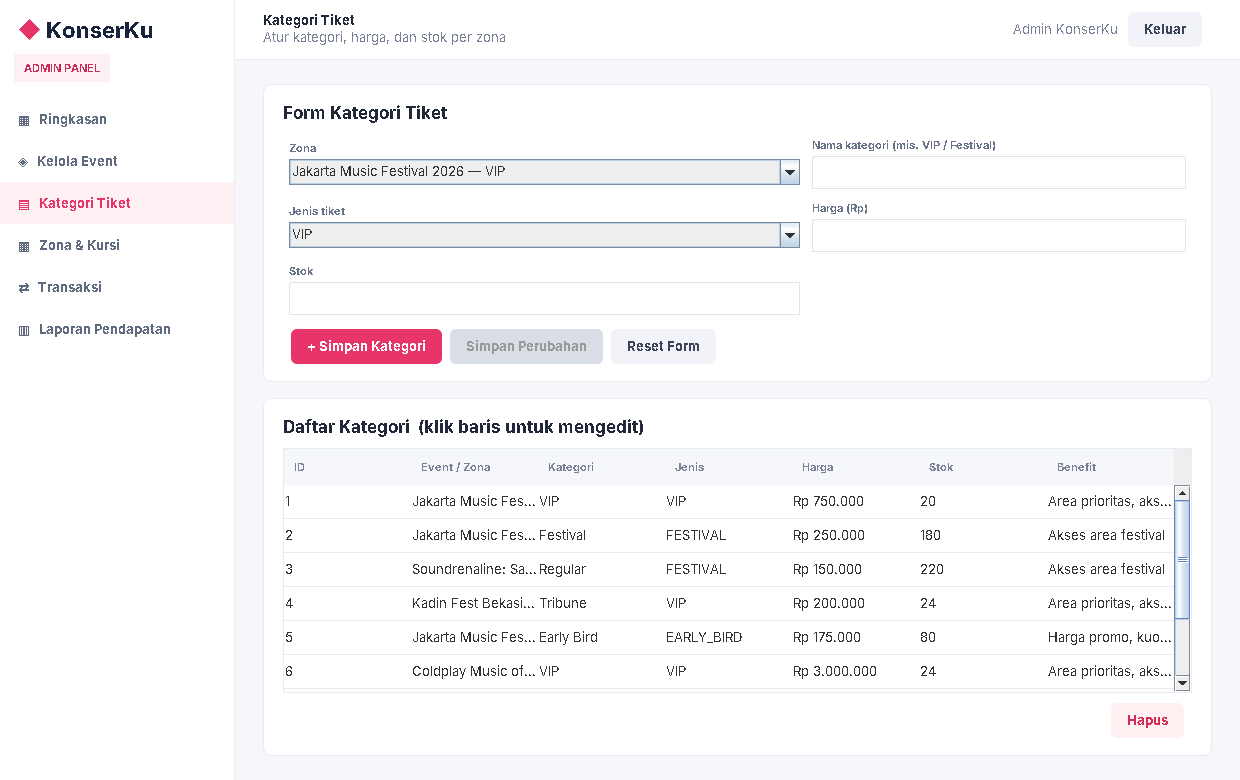 KonserKu
ADMIN PANEL
Ringkasan
Kelola Event
Kategori Tiket
Zona & Kursi
Transaksi
Laporan Pendapatan
Kategori Tiket
Atur kategori, harga, dan stok per zona
Admin KonserKu
Keluar
Form Kategori Tiket
Zona
Nama kategori (mis. VIP / Festival)
Jakarta Music Festival 2026 — VIP
Jenis tiket
Harga (Rp)
VIP
Stok
+ Simpan Kategori
Simpan Perubahan
Reset Form
Daftar Kategori (klik baris untuk mengedit)
ID Event / Zona Kategori Jenis Harga Stok Benefit
1 Jakarta Music Fes... VIP VIP Rp 750.000 20 Area prioritas, aks...
2 Jakarta Music Fes... Festival FESTIVAL Rp 250.000 180 Akses area festival
3 Soundrenaline: Sa... Regular FESTIVAL Rp 150.000 220 Akses area festival
4 Kadin Fest Bekasi... Tribune VIP Rp 200.000 24 Area prioritas, aks...
5 Jakarta Music Fes... Early Bird EARLY_BIRD Rp 175.000 80 Harga promo, kuo...
6 Coldplay Music of... VIP VIP Rp 3.000.000 24 Area prioritas, aks...
Hapus